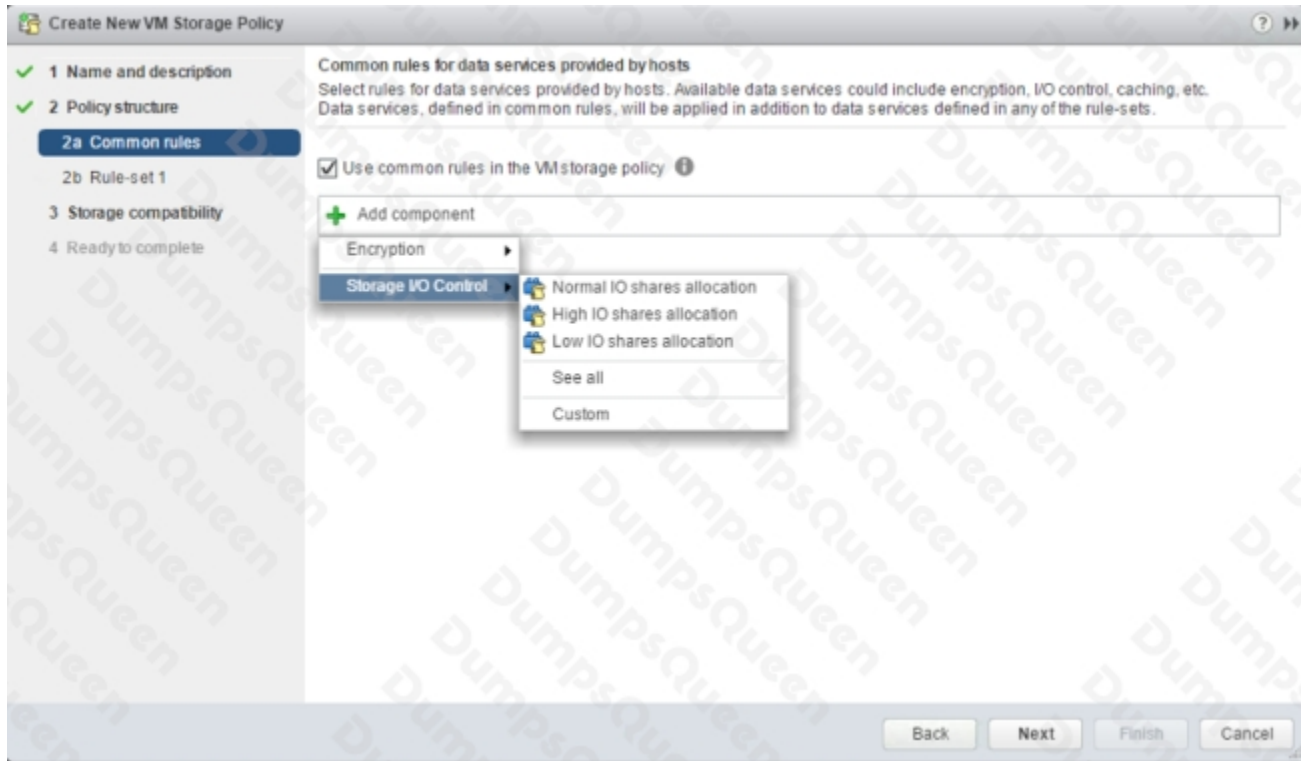 Create New VM Storage Policy
1 Name and description
2 Policy structure
2a Common rules
2b Rule-set 1
3 Storage compatibility
4 Ready to complete
Common rules for data services provided by hosts
Select rules for data services provided by hosts. Available data services could include encryption, I/O control, caching, etc.
Data services, defined in common rules, will be applied in addition to data services defined in any of the rule-sets.
Use common rules in the VM storage policy
Add component
Encryption
Storage I/O Control
Normal IO shares allocation
High IO shares allocation
Low IO shares allocation
See all
Custom
Back Next Finish Cancel
DumpsQueen